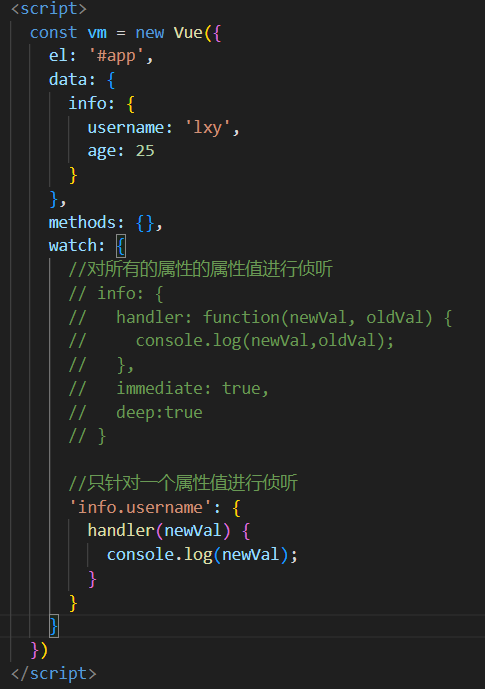 <script>
const vm = new Vue({
el: '#app',
data: {
info: {
username: 'lxy',
age: 25
}
},
methods: {},
watch: {
//对所有的属性的属性值进行侦听
// info: {
//   handler: function(newVal, oldVal) {
//     console.log(newVal,oldVal);
//   },
//   immediate: true,
//   deep:true
// }
//只针对一个属性值进行侦听
'info.username': {
handler(newVal) {
console.log(newVal);
}
}
}
})
</script>